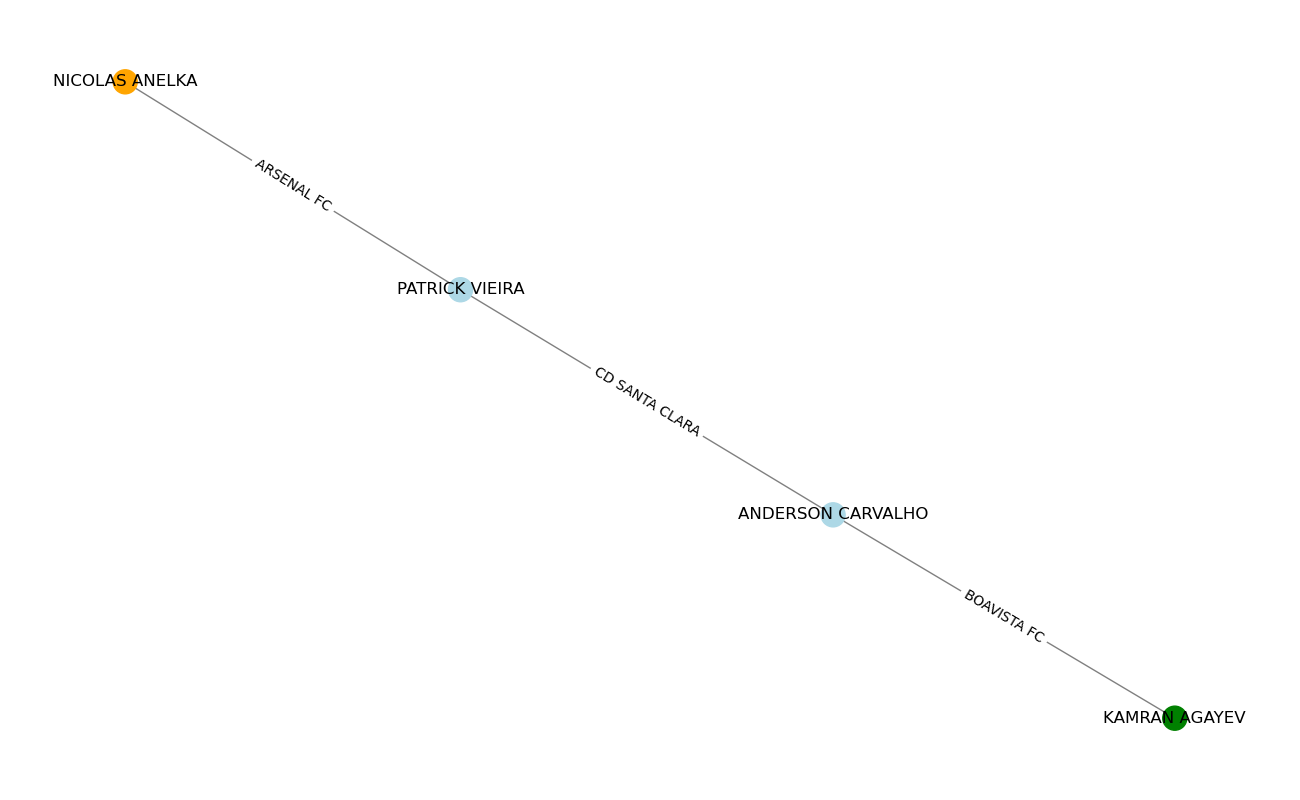 NICOLAS ANELKA
ARSENAL FC
PATRICK VIEIRA
CD SANTA CLARA
ANDERSON CARVALHO
BOAVISTA FC
KAMRAN AGAYEV